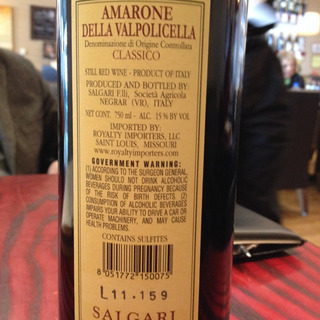 AMARONE
DELLA VALPOLICELLA
Denominazione di Origine Controllata
CLASSICO
STILL RED WINE - PRODUCT OF ITALY
PRODUCED AND BOTTLED BY:
SALGARI F.lli, Società Agricola
NEGRAR (VR), ITALY
NET CONT. 750 ml - ALC. 15 % BY VOL
IMPORTED BY:
ROYALTY IMPORTERS, LLC
SAINT LOUIS, MISSOURI
www.royaltyimporters.com
GOVERNMENT WARNING:
(1) ACCORDING TO THE SURGEON GENERAL,
WOMEN SHOULD NOT DRINK ALCOHOLIC
BEVERAGES DURING PREGNANCY BECAUSE
OF THE RISK OF BIRTH DEFECTS. (2)
CONSUMPTION OF ALCOHOLIC BEVERAGES
IMPAIRS YOUR ABILITY TO DRIVE A CAR OR
OPERATE MACHINERY, AND MAY CAUSE
HEALTH PROBLEMS.
CONTAINS SULFITES
8 051772 150075
L11-159
SALGARI